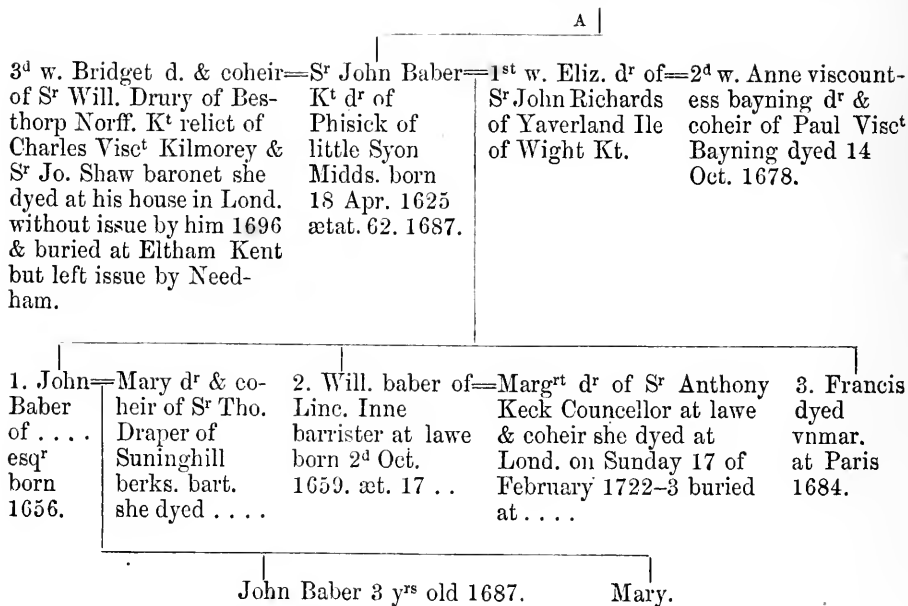 A
3ᵈ w. Bridget d. & coheir
of Sʳ Will. Drury of Bes-
thorp Norff. Kᵗ relict of
Charles Viscᵗ Kilmorey &
Sʳ Jo. Shaw baronet she
dyed at his house in Lond.
without issue by him 1696
& buried at Eltham Kent
but left issue by Need-
ham.
=Sʳ John Baber=
Kᵗ dʳ of
Phisick of
little Syon
Midds. born
18 Apr. 1625
ætat. 62. 1687.
1ˢᵗ w. Eliz. dʳ of=
Sʳ John Richards
of Yaverland Ile
of Wight Kt.
2ᵈ w. Anne viscount-
ess bayning dʳ &
coheir of Paul Viscᵗ
Bayning dyed 14
Oct. 1678.
1. John=
Baber
of . . . .
esqʳ
born
1656.
Mary dʳ & co-
heir of Sʳ Tho.
Draper of
Suninghill
berks. bart.
she dyed . . . .
2. Will. baber of=
Linc. Inne
barrister at lawe
born 2ᵈ Oct.
1659. æt. 17 . .
Margʳᵗ dʳ of Sʳ Anthony
Keck Councellor at lawe
& coheir she dyed at
Lond. on Sunday 17 of
February 1722–3 buried
at . . . .
3. Francis
dyed
vnmar.
at Paris
1684.
John Baber 3 yʳˢ old 1687.
Mary.